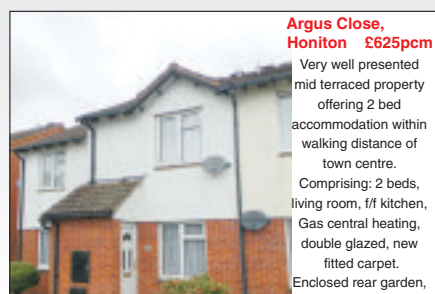 Argus Close,
Honiton £625pcm
Very well presented
mid terraced property
offering 2 bed
accommodation within
walking distance of
town centre.
Comprising: 2 beds,
living room, f/f kitchen,
Gas central heating,
double glazed, new
fitted carpet.
Enclosed rear garden,